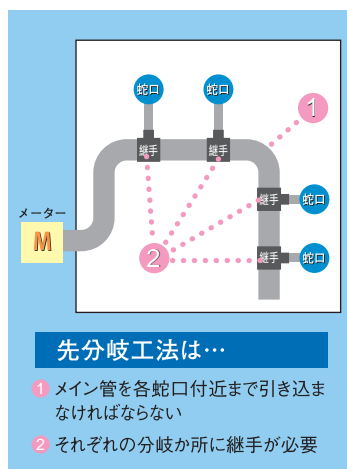 蛇口 蛇口
1
継手 継手
メーター
継手 蛇口
M
2
継手 蛇口
先分岐工法は…
1 メイン管を各蛇口付近まで引き込ま
なければならない
2 それぞれの分岐か所に継手が必要